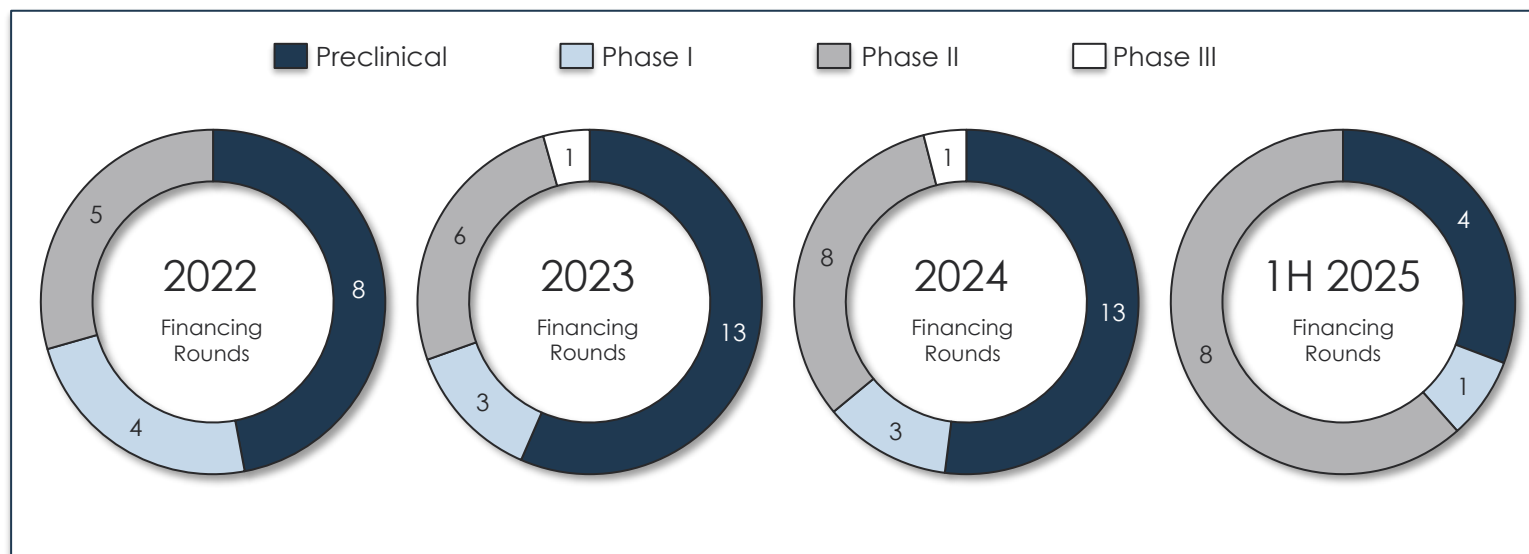 Preclinical
Phase I
Phase II
Phase III
5
8
4
2022
Financing
Rounds
1
6
13
3
2023
Financing
Rounds
1
8
13
3
2024
Financing
Rounds
4
8
1
1H 2025
Financing
Rounds